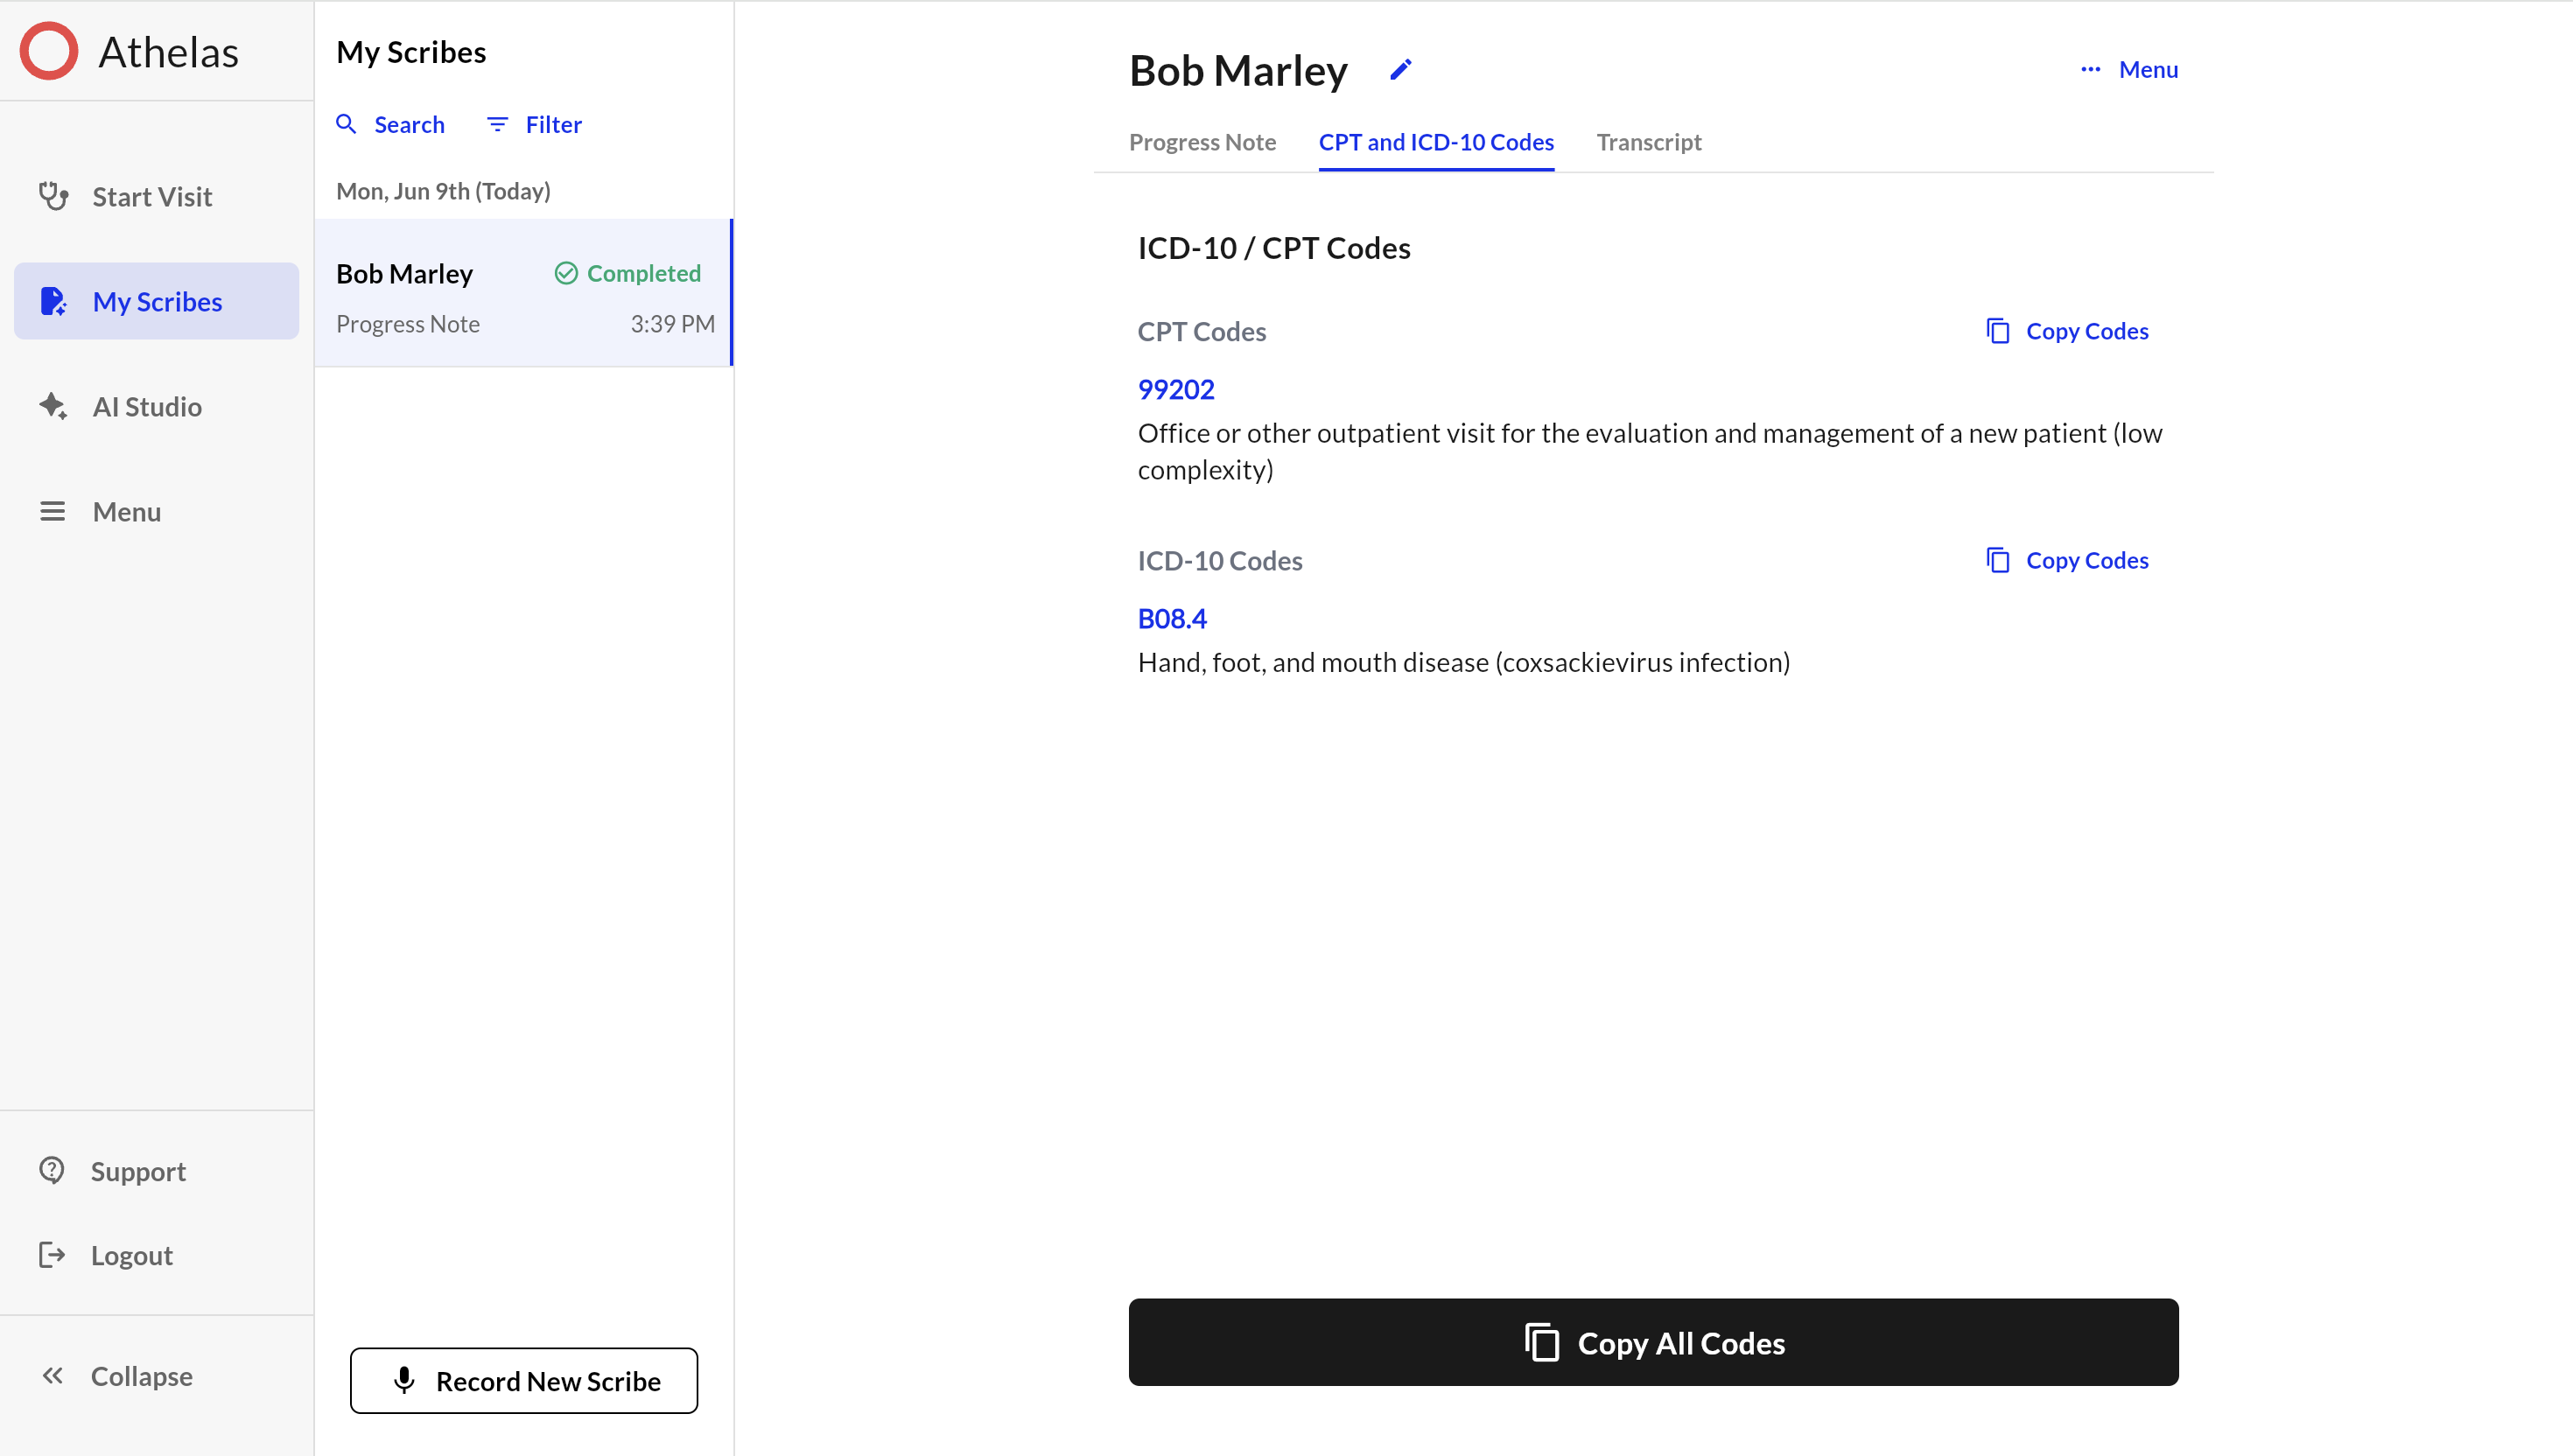 Athelas
Start Visit
My Scribes
AI Studio
Menu
Support
Logout
Collapse
My Scribes
Search
Filter
Mon, Jun 9th (Today)
Bob Marley
Completed
Progress Note
3:39 PM
Record New Scribe
Bob Marley
Menu
Progress Note
CPT and ICD-10 Codes
Transcript
ICD-10 / CPT Codes
CPT Codes
Copy Codes
99202
Office or other outpatient visit for the evaluation and management of a new patient (low
complexity)
ICD-10 Codes
Copy Codes
B08.4
Hand, foot, and mouth disease (coxsackievirus infection)
Copy All Codes